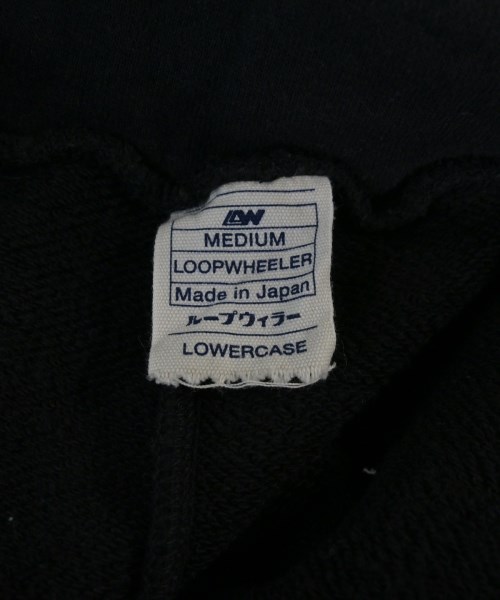 LW
MEDIUM
LOOPWHEELER
Made in Japan
ループウィラー
LOWERCASE